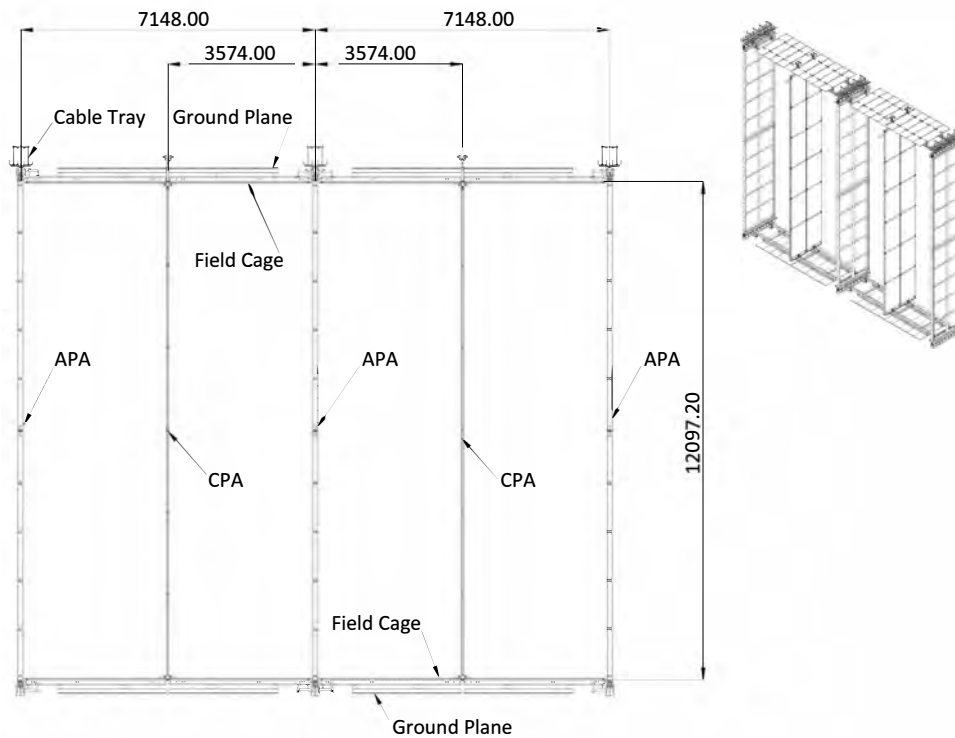 7148.00
7148.00
3574.00
3574.00
Cable Tray
Ground Plane
Field Cage
APA
APA
APA
12097.20
CPA
CPA
Field Cage
Ground Plane